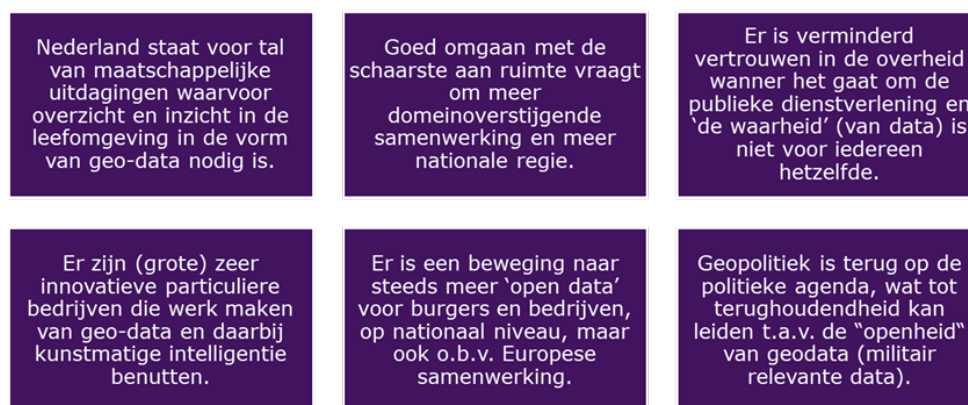 Nederland staat voor tal
van maatschappelijke
uitdagingen waarvoor
overzicht en inzicht in de
leefomgeving in de vorm
van geo-data nodig is.
Goed omgaan met de
schaarste aan ruimte vraagt
om meer
domeinoverstijgende
samenwerking en meer
nationale regie.
Er is verminderd
vertrouwen in de overheid
wanner het gaat om de
publieke dienstverlening en
‘de waarheid’ (van data) is
niet voor iedereen
hetzelfde.
Er zijn (grote) zeer
innovatieve particuliere
bedrijven die werk maken
van geo-data en daarbij
kunstmatige intelligentie
benutten.
Er is een beweging naar
steeds meer ‘open data’
voor burgers en bedrijven,
op nationaal niveau, maar
ook o.b.v. Europese
samenwerking.
Geopolitiek is terug op de
politieke agenda, wat tot
terughoudendheid kan
leiden t.a.v. de “openheid“
van geodata (militair
relevante data).